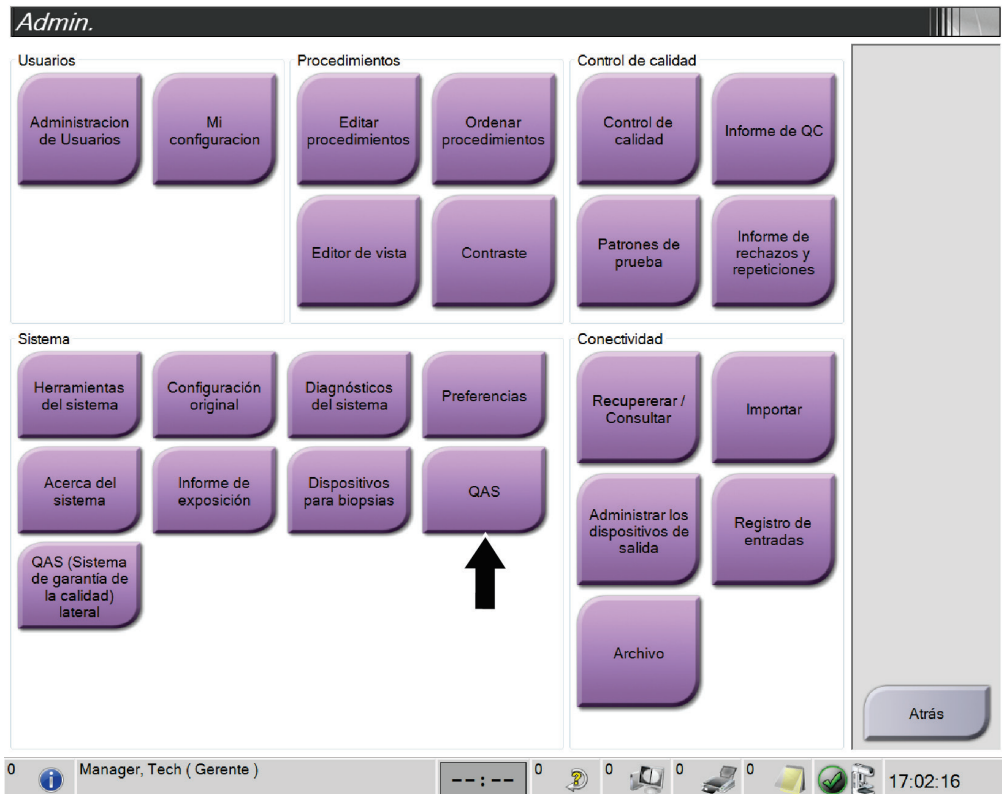 Admin.
Usuarios
Administracion
de Usuarios
Mi
configuracion
Procedimientos
Editar
procedimientos
Ordenar
procedimientos
Editor de vista
Contraste
Control de calidad
Control de
calidad
Informe de QC
Patrones de
prueba
Informe de
rechazos y
repeticiones
Sistema
Herramientas
del sistema
Configuración
original
Diagnósticos
del sistema
Preferencias
Acerca del
sistema
Informe de
exposición
Dispositivos
para biopsias
QAS
QAS (Sistema
de garantía de
la calidad)
lateral
Conectividad
Recupererar /
Consultar
Importar
Administrar los
dispositivos de
salida
Registro de
entradas
Archivo
Atrás
0
Manager, Tech ( Gerente )
--:--
0
0
0
0
17:02:16